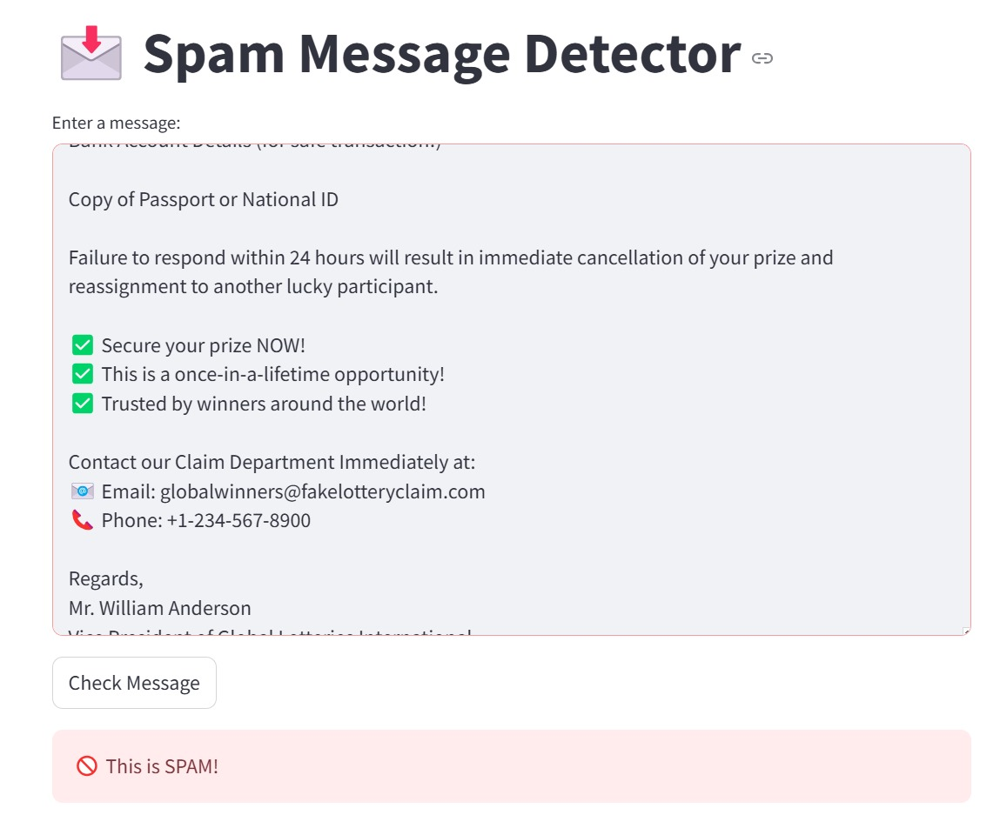 Spam Message Detector
Enter a message:
Bank Account Details (for safe transaction!)
Copy of Passport or National ID
Failure to respond within 24 hours will result in immediate cancellation of your prize and
reassignment to another lucky participant.
✅ Secure your prize NOW!
✅ This is a once-in-a-lifetime opportunity!
✅ Trusted by winners around the world!
Contact our Claim Department Immediately at:
📧 Email: globalwinners@fakelotteryclaim.com
📞 Phone: +1-234-567-8900
Regards,
Mr. William Anderson
Vice President of Global Lotteries International
Check Message
🚫 This is SPAM!